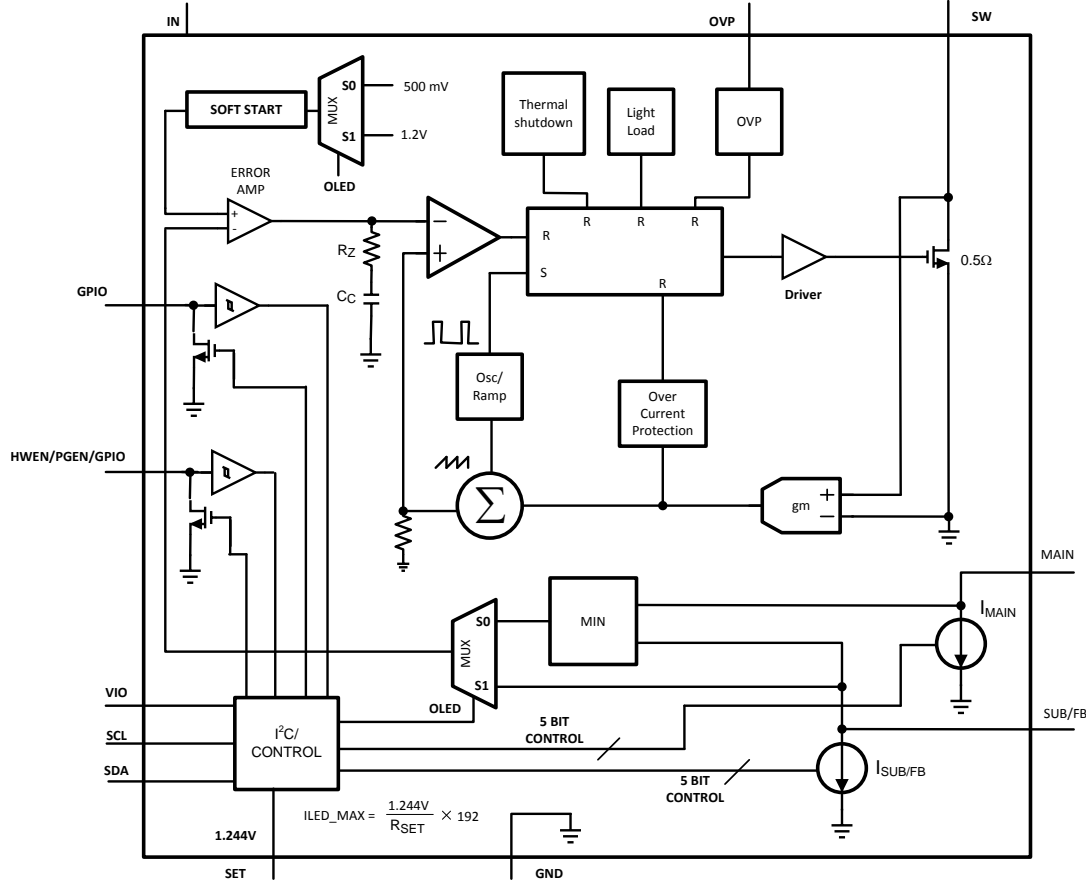 IN
OVP
SW
S0
500 mV
MUX
SOFT START
S1
1.2V
OLED
Thermal
shutdown
Light
Load
OVP
ERROR
AMP
+
-
R
R
R
−
+
R
S
R
RZ
CC
Driver
0.5Ω
GPIO
Osc/
Ramp
Over
Current
Protection
HWEN/PGEN/GPIO
Σ
gm
+
−
MAIN
IMAIN
MIN
S0
MUX
S1
OLED
VIO
SCL
SDA
I²C/
CONTROL
5 BIT
CONTROL
5 BIT
CONTROL
SUB/FB
ISUB/FB
ILED_MAX = 1.244V / RSET × 192
1.244V
SET
GND